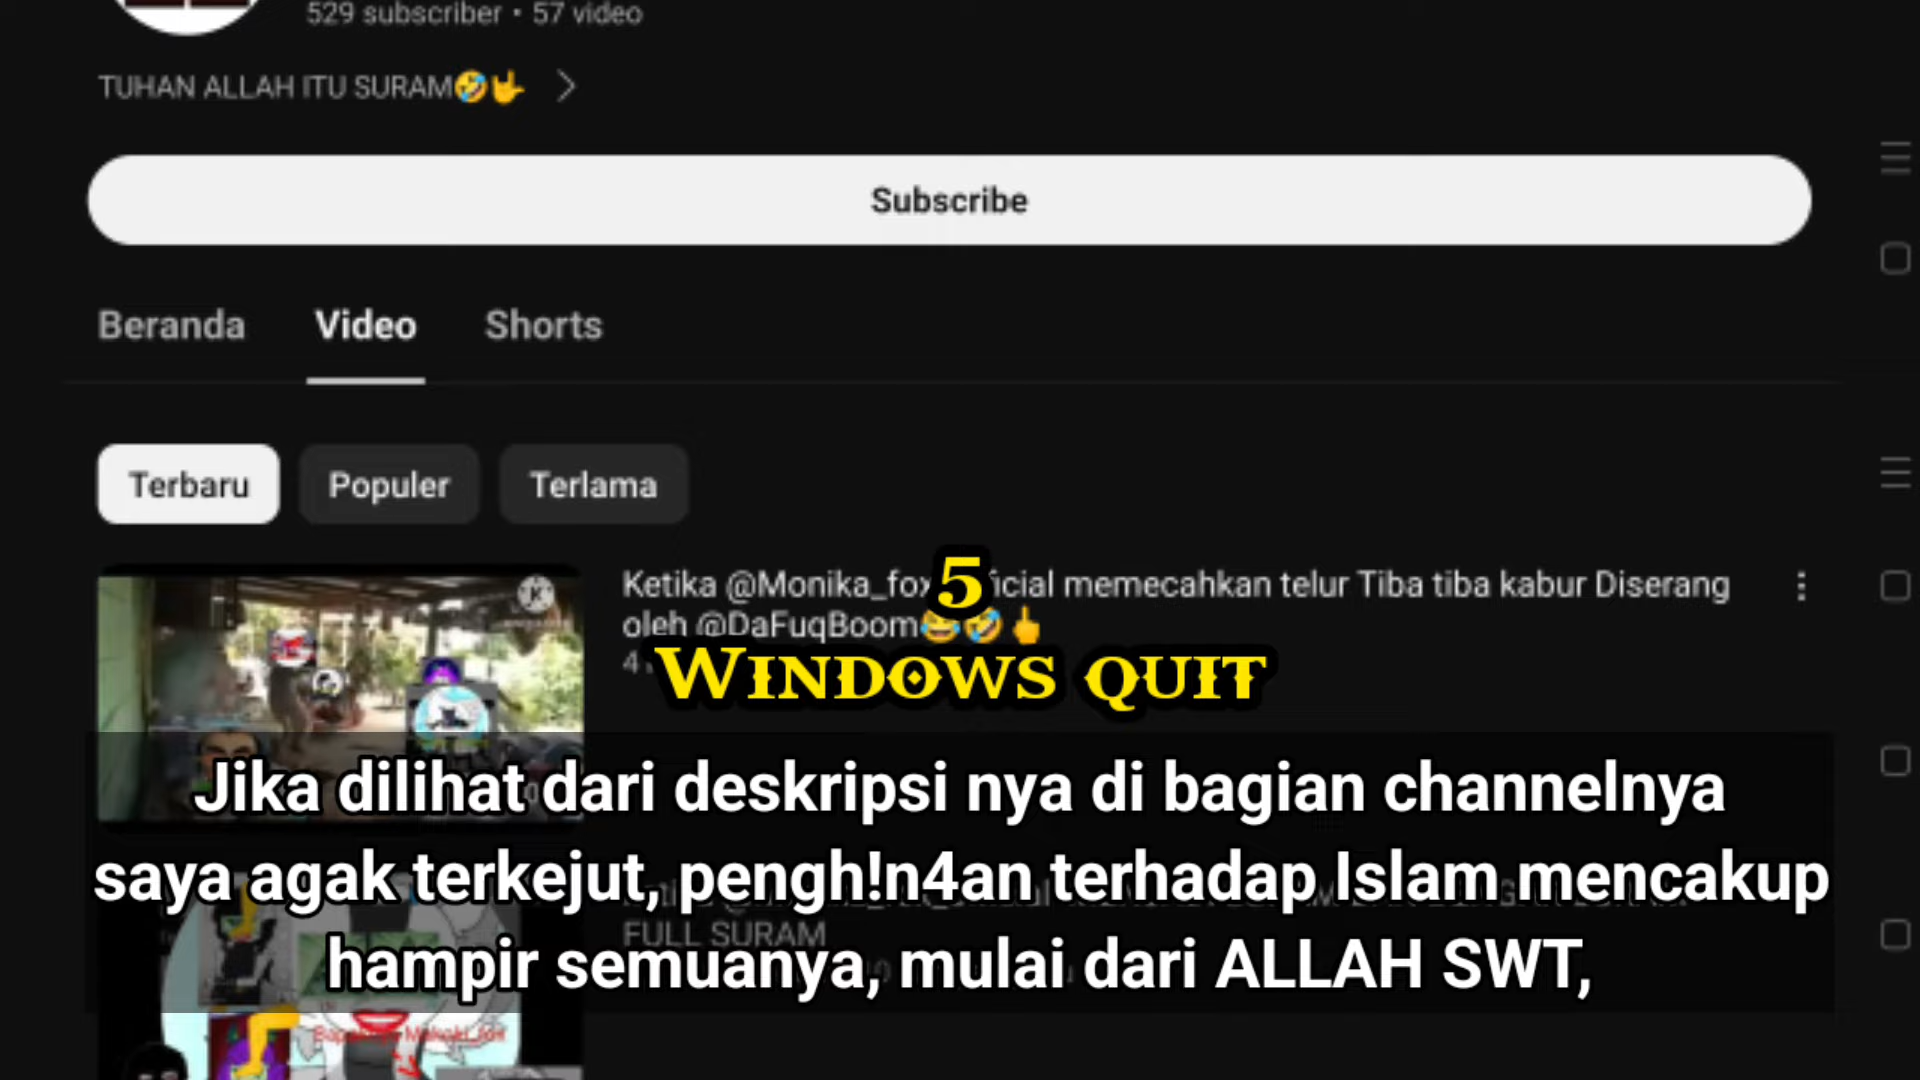 529 subscriber • 57 video
TUHAN ALLAH ITU SURAM🤣🤟
Subscribe
Beranda Video Shorts
Terbaru Populer Terlama
Ketika @Monika_fox icial memecahkan telur Tiba tiba kabur Diserang
oleh @DaFuqBoom😂🤣🖕
5
Windows quit
Jika dilihat dari deskripsi nya di bagian channelnya
saya agak terkejut, pengh!n4an terhadap Islam mencakup
FULL SURAM
hampir semuanya, mulai dari ALLAH SWT,